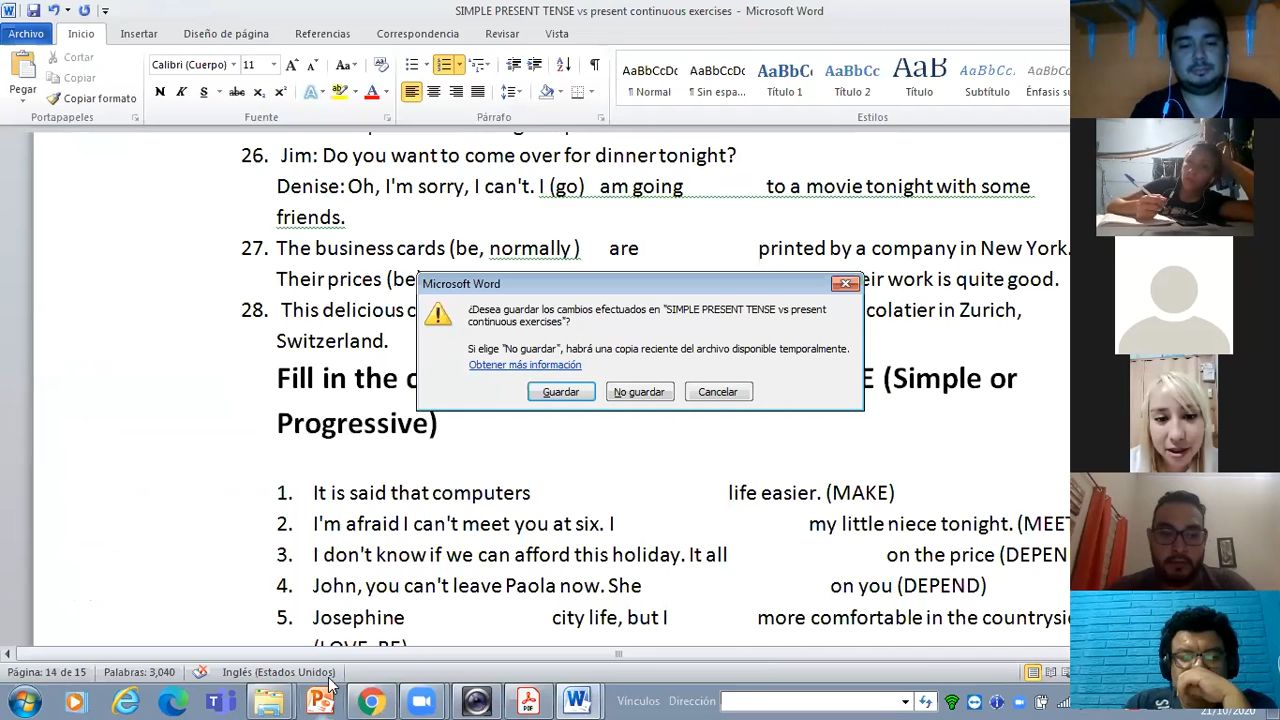 SIMPLE PRESENT TENSE vs present continuous exercises - Microsoft Word
Archivo Inicio Insertar Diseño de página Referencias Correspondencia Revisar Vista
Pegar
Cortar
Copiar
Copiar formato
Portapapeles
Calibri (Cuerpo) 11
Fuente
Párrafo
AaBbCcDc AaBbCcDc AaBbC AaBbCc AaB AaBbCc.
¶ Normal ¶ Sin espa... Título 1 Título 2 Título Subtítulo Énfasis
Estilos
26. Jim: Do you want to come over for dinner tonight?
Denise: Oh, I'm sorry, I can't. I (go) am going to a movie tonight with some
friends.
27. The business cards (be, normally ) are printed by a company in New York.
Their prices (be work is quite good.
28. This delicious c colatier in Zurich,
Switzerland.
Microsoft Word
¿Desea guardar los cambios efectuados en "SIMPLE PRESENT TENSE vs present
continuous exercises"?
Si elige "No guardar", habrá una copia reciente del archivo disponible temporalmente.
Obtener más información
Guardar No guardar Cancelar
Fill in the E (Simple or
Progressive)
1. It is said that computers life easier. (MAKE)
2. I'm afraid I can't meet you at six. I my little niece tonight. (MEET
3. I don't know if we can afford this holiday. It all on the price (DEPEN
4. John, you can't leave Paola now. She on you (DEPEND)
5. Josephine city life, but I more comfortable in the countrysi
Página: 14 de 15 Palabras: 3,040 Inglés (Estados Unidos)
Vínculos Dirección
21/10/2020